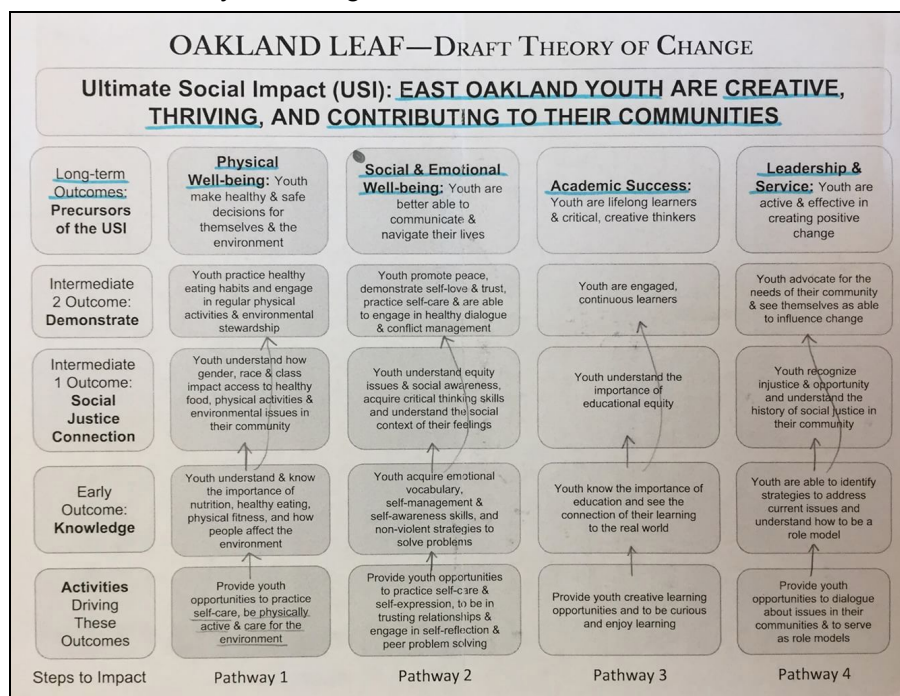 OAKLAND LEAF—DRAFT THEORY OF CHANGE
Ultimate Social Impact (USI): EAST OAKLAND YOUTH ARE CREATIVE,
THRIVING, AND CONTRIBUTING TO THEIR COMMUNITIES
Long-term
Outcomes:
Precursors
of the USI
Physical
Well-being: Youth
make healthy & safe
decisions for
themselves & the
environment
Social & Emotional
Well-being: Youth are
better able to
communicate &
navigate their lives
Academic Success:
Youth are lifelong learners
& critical, creative thinkers
Leadership &
Service: Youth are
active & effective in
creating positive
change
Intermediate
2 Outcome:
Demonstrate
Youth practice healthy
eating habits and engage
in regular physical
activities & environmental
stewardship
Youth promote peace,
demonstrate self-love & trust,
practice self-care & are able
to engage in healthy dialogue
& conflict management
Youth are engaged,
continuous learners
Youth advocate for the
needs of their community
& see themselves as able
to influence change
Intermediate
1 Outcome:
Social
Justice
Connection
Youth understand how
gender, race & class
impact access to healthy
food, physical activities &
environmental issues in
their community
Youth understand equity
issues & social awareness,
acquire critical thinking skills
and understand the social
context of their feelings
Youth understand the
importance of
educational equity
Youth recognize
injustice & opportunity
and understand the
history of social justice in
their community
Early
Outcome:
Knowledge
Youth understand & know
the importance of
nutrition, healthy eating,
physical fitness, and how
people affect the
environment
Youth acquire emotional
vocabulary,
self-management &
self-awareness skills, and
non-violent strategies to
solve problems
Youth know the importance of
education and see the
connection of their learning
to the real world
Youth are able to identify
strategies to address
current issues and
understand how to be a
role model
Activities
Driving
These
Outcomes
Provide youth
opportunities to practice
self-care, be physically
active & care for the
environment
Provide youth opportunities
to practice self-care &
self-expression, to be in
trusting relationships &
engage in self-reflection &
peer problem solving
Provide youth creative learning
opportunities and to be curious
and enjoy learning
Provide youth
opportunities to dialogue
about issues in their
communities & to serve
as role models
Steps to Impact
Pathway 1
Pathway 2
Pathway 3
Pathway 4